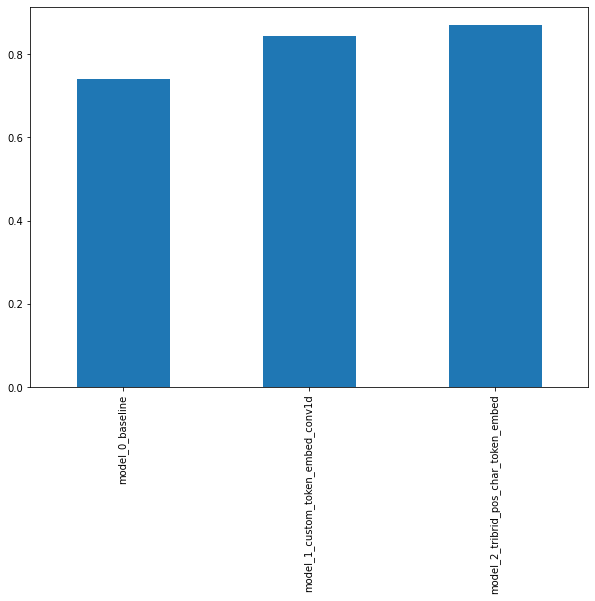 0.8
0.6
0.4
0.2
0.0
model_0_baseline
model_1_custom_token_embed_conv1d
model_2_tribrid_pos_char_token_embed